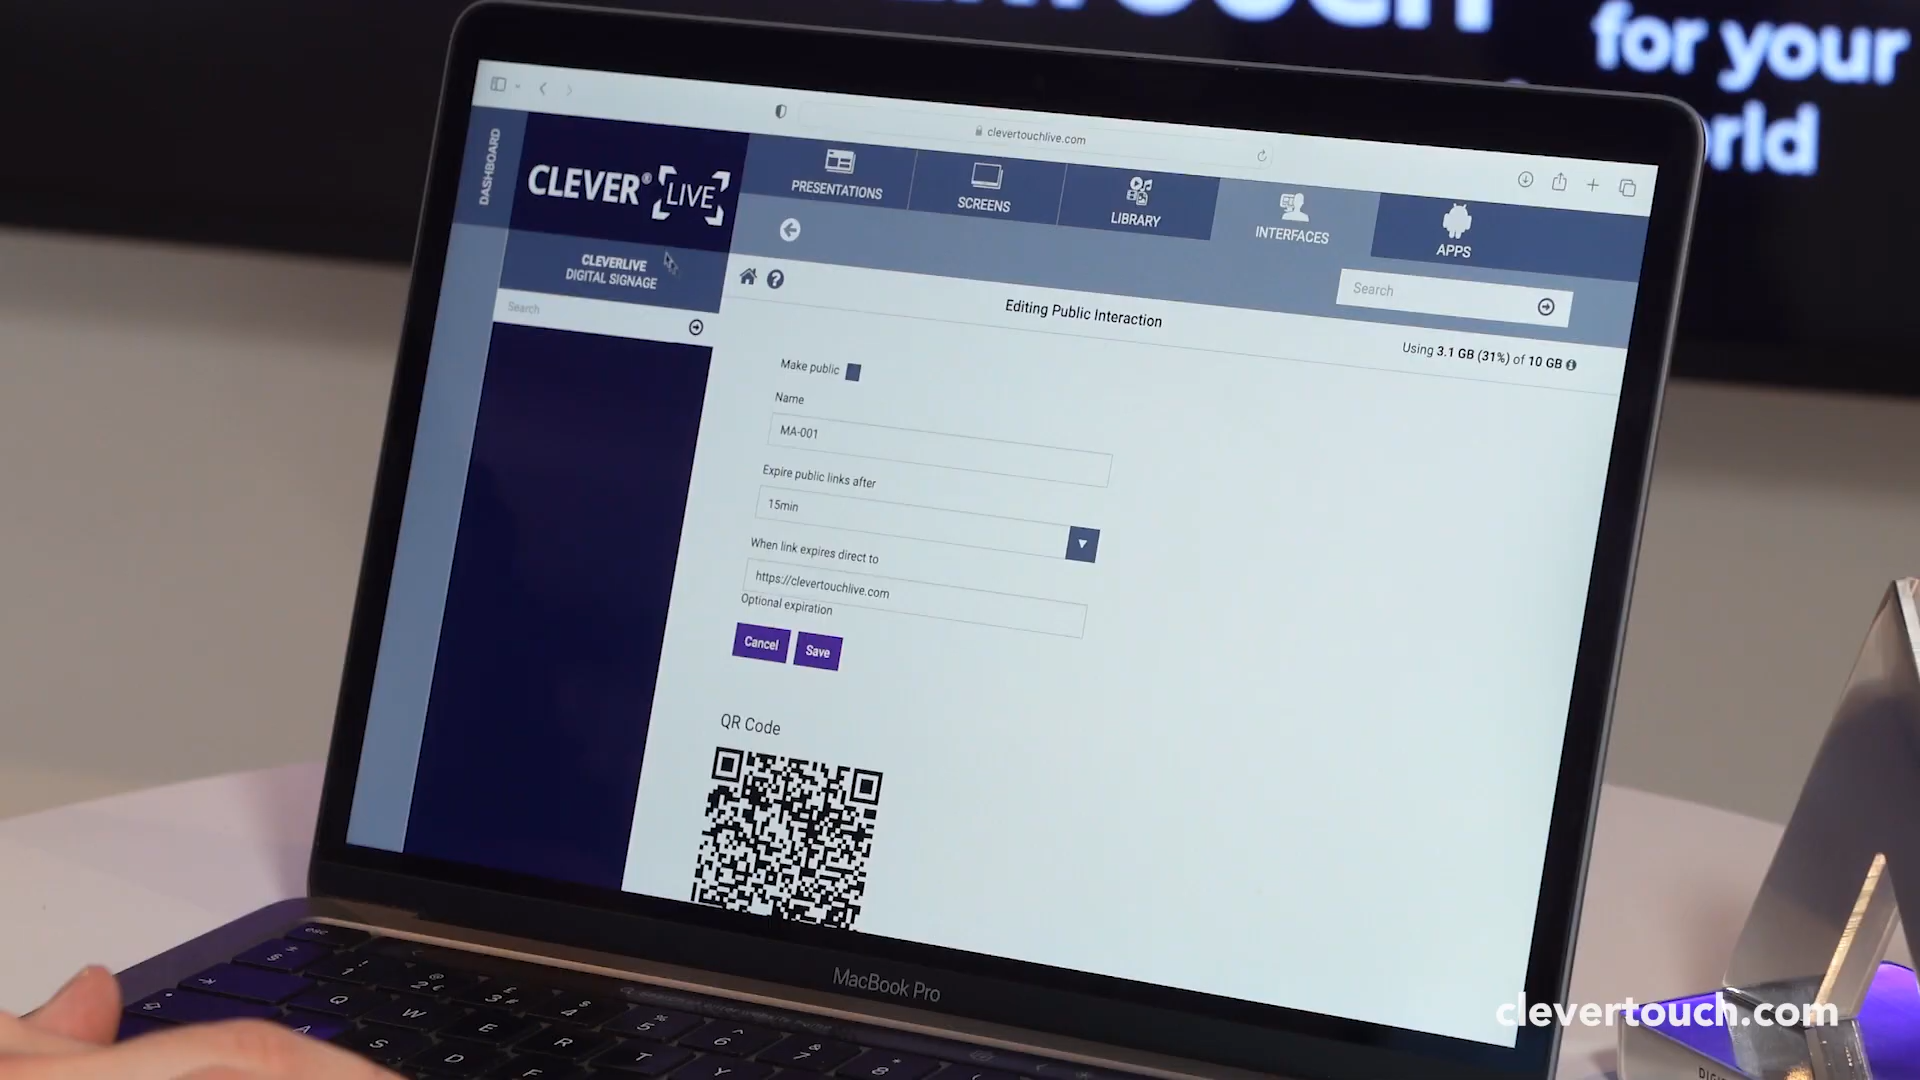 for your
clevertouchlive.com
DASHBOARD
CLEVER® LIVE
PRESENTATIONS
SCREENS
LIBRARY
INTERFACES
APPS
CLEVERLIVE
DIGITAL SIGNAGE
Search
Search
Editing Public Interaction
Using 3.1 GB (31%) of 10 GB
Make public
Name
MA-001
Expire public links after
15min
When link expires direct to
https://clevertouchlive.com
Optional expiration
Cancel Save
QR Code
MacBook Pro
esc
Q W E R T Y
A S D F
clevertouch.com